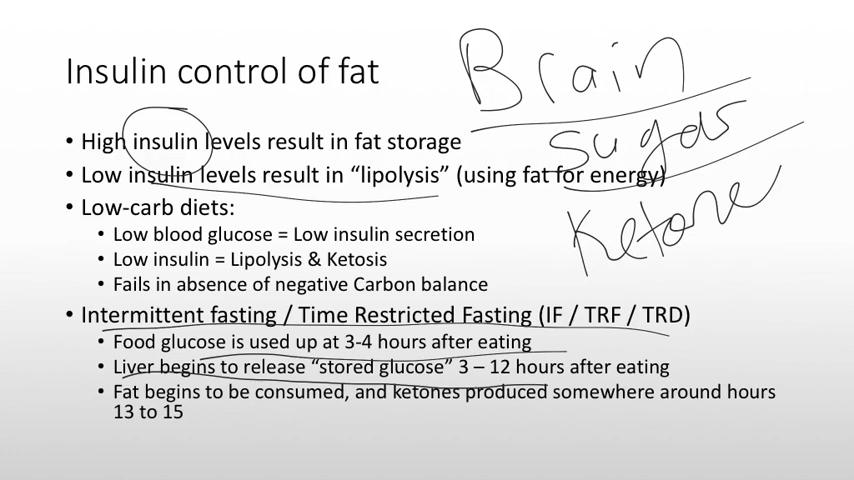 Insulin control of fat
Brain
• High insulin levels result in fat storage
sugar
• Low insulin levels result in “lipolysis” (using fat for energy)
Ketone
• Low-carb diets:
• Low blood glucose = Low insulin secretion
• Low insulin = Lipolysis & Ketosis
• Fails in absence of negative Carbon balance
• Intermittent fasting / Time Restricted Fasting (IF / TRF / TRD)
• Food glucose is used up at 3-4 hours after eating
• Liver begins to release “stored glucose” 3 – 12 hours after eating
• Fat begins to be consumed, and ketones produced somewhere around hours
13 to 15